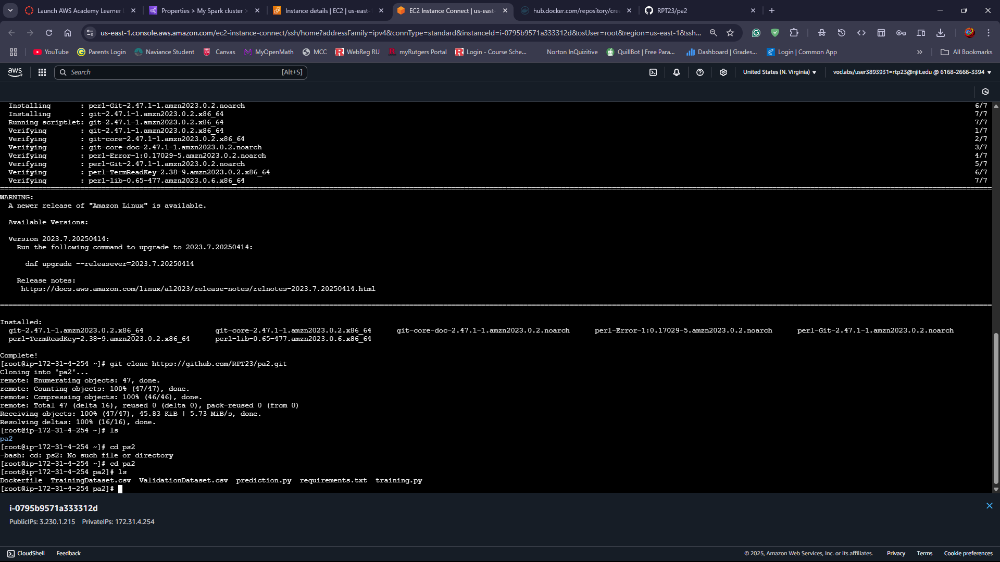 Launch AWS Academy Learner
Properties > My Spark cluster >
Instance details | EC2 | us-east-1
EC2 Instance Connect | us-east-
hub.docker.com/repository/crea
RPT23/pa2
us-east-1.console.aws.amazon.com/ec2-instance-connect/ssh/home?addressFamily=ipv4&connType=standard&instanceId=i-0795b9571a333312d&osUser=root&region=us-east-1&ssh...
YouTube
Parents Login
Naviance Student
Canvas
MyOpenMath
MCC
WebReg RU
myRutgers Portal
Login - Course Sche...
Norton InQuizitive
QuillBot | Free Para...
Dashboard | Grades...
Login | Common App
All Bookmarks
aws
Search
[Alt+S]
United States (N. Virginia)
voclabs/user3893931=rtp23@njit.edu @ 6168-2666-3394
Installing : perl-Git-2.47.1-1.amzn2023.0.2.noarch 6/7
Installing : git-2.47.1-1.amzn2023.0.2.x86_64 7/7
Running scriptlet: git-2.47.1-1.amzn2023.0.2.x86_64 7/7
Verifying : git-2.47.1-1.amzn2023.0.2.x86_64 1/7
Verifying : git-core-2.47.1-1.amzn2023.0.2.x86_64 2/7
Verifying : git-core-doc-2.47.1-1.amzn2023.0.2.noarch 3/7
Verifying : perl-Error-1:0.17029-5.amzn2023.0.2.noarch 4/7
Verifying : perl-Git-2.47.1-1.amzn2023.0.2.noarch 5/7
Verifying : perl-TermReadKey-2.38-9.amzn2023.0.2.x86_64 6/7
Verifying : perl-lib-0.65-477.amzn2023.0.6.x86_64 7/7
WARNING:
A newer release of "Amazon Linux" is available.
Available Versions:
Version 2023.7.20250414:
Run the following command to upgrade to 2023.7.20250414:
dnf upgrade --releasever=2023.7.20250414
Release notes:
https://docs.aws.amazon.com/linux/al2023/release-notes/relnotes-2023.7.20250414.html
Installed:
git-2.47.1-1.amzn2023.0.2.x86_64 git-core-2.47.1-1.amzn2023.0.2.x86_64 git-core-doc-2.47.1-1.amzn2023.0.2.noarch perl-Error-1:0.17029-5.amzn2023.0.2.noarch perl-Git-2.47.1-1.amzn2023.0.2.noarch
perl-TermReadKey-2.38-9.amzn2023.0.2.x86_64 perl-lib-0.65-477.amzn2023.0.6.x86_64
Complete!
[root@ip-172-31-4-254 ~]# git clone https://github.com/RPT23/pa2.git
Cloning into 'pa2'...
remote: Enumerating objects: 47, done.
remote: Counting objects: 100% (47/47), done.
remote: Compressing objects: 100% (46/46), done.
remote: Total 47 (delta 16), reused 0 (delta 0), pack-reused 0 (from 0)
Receiving objects: 100% (47/47), 45.83 KiB | 5.73 MiB/s, done.
Resolving deltas: 100% (16/16), done.
[root@ip-172-31-4-254 ~]# ls
pa2
[root@ip-172-31-4-254 ~]# cd ps2
-bash: cd: ps2: No such file or directory
[root@ip-172-31-4-254 ~]# cd pa2
[root@ip-172-31-4-254 pa2]# ls
Dockerfile TrainingDataset.csv ValidationDataset.csv prediction.py requirements.txt training.py
[root@ip-172-31-4-254 pa2]#
i-0795b9571a333312d
PublicIPs: 3.230.1.215 PrivateIPs: 172.31.4.254
CloudShell
Feedback
© 2025, Amazon Web Services, Inc. or its affiliates.
Privacy
Terms
Cookie preferences